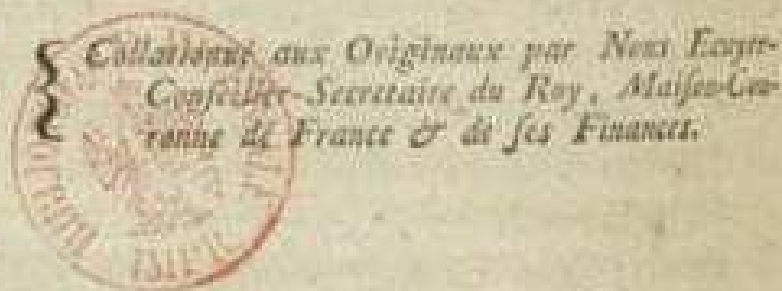 Collationné aux Originaux par Nous Ecuyer-
Conſeiller-Secretaire du Roy, Maiſon-Cou-
ronne de France & de ſes Finances.